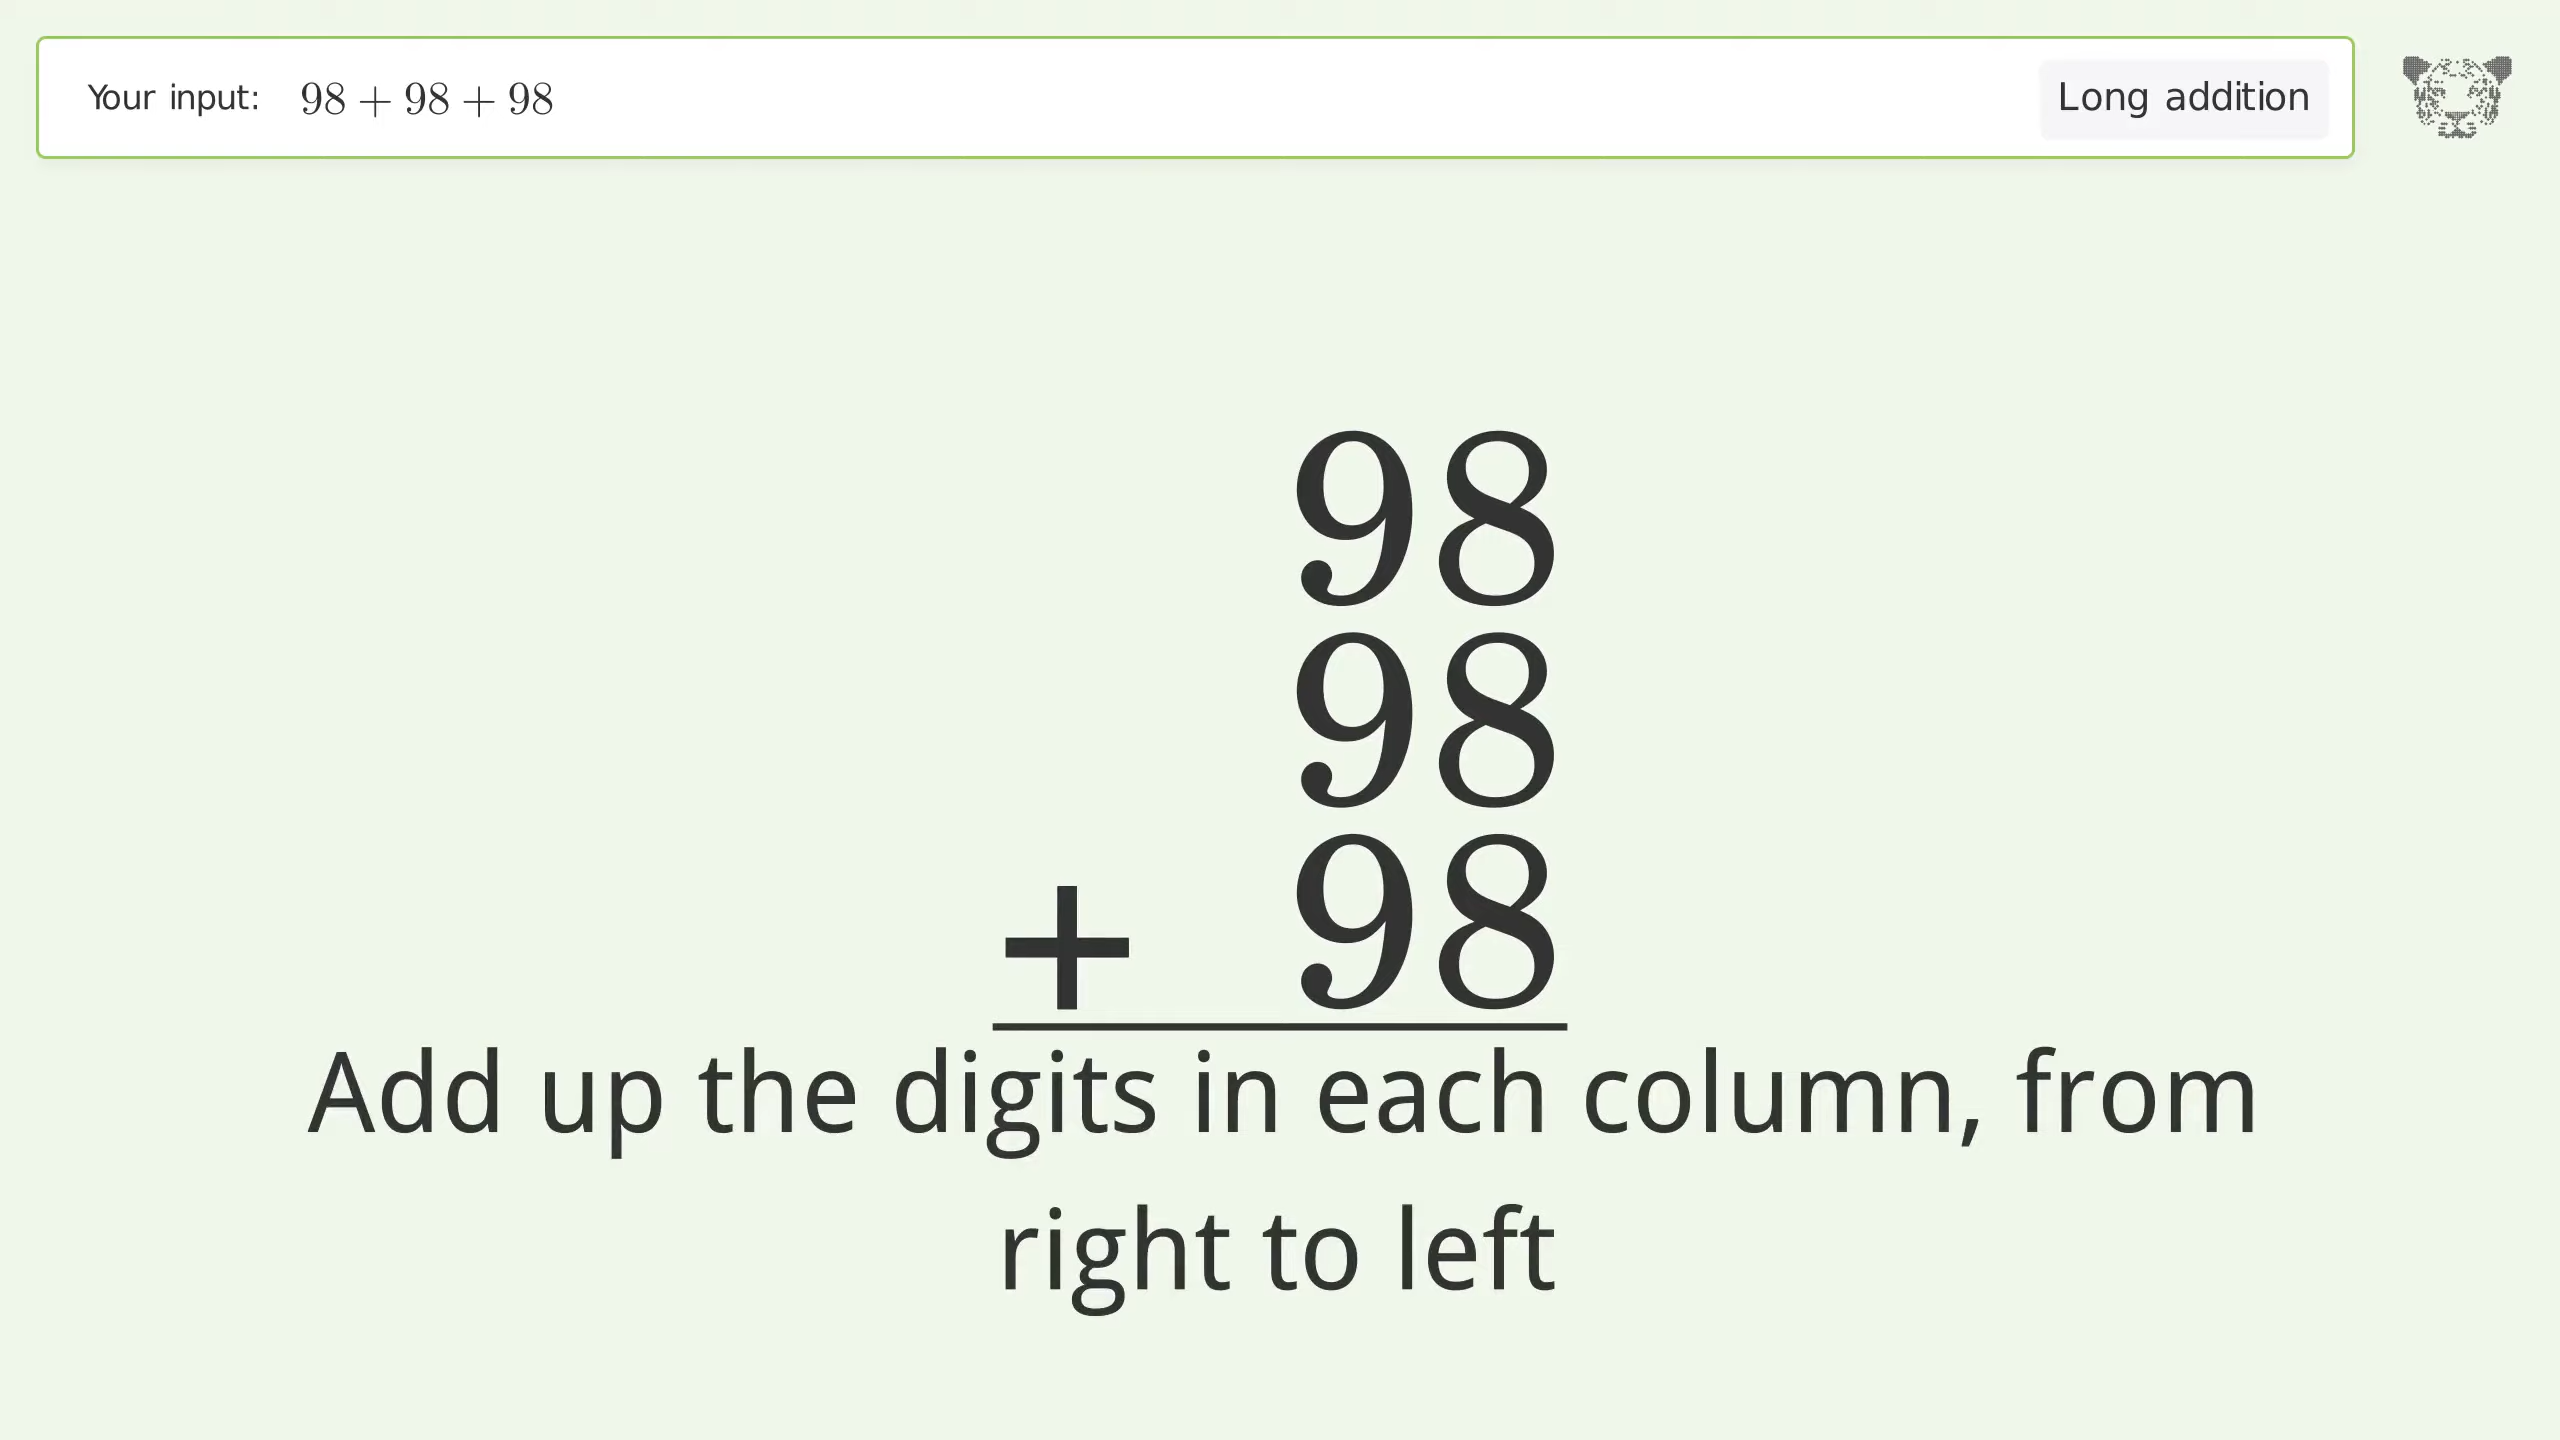 Your input: 98 + 98 + 98
Long addition
98
98
+ 98
Add up the digits in each column, from
right to left